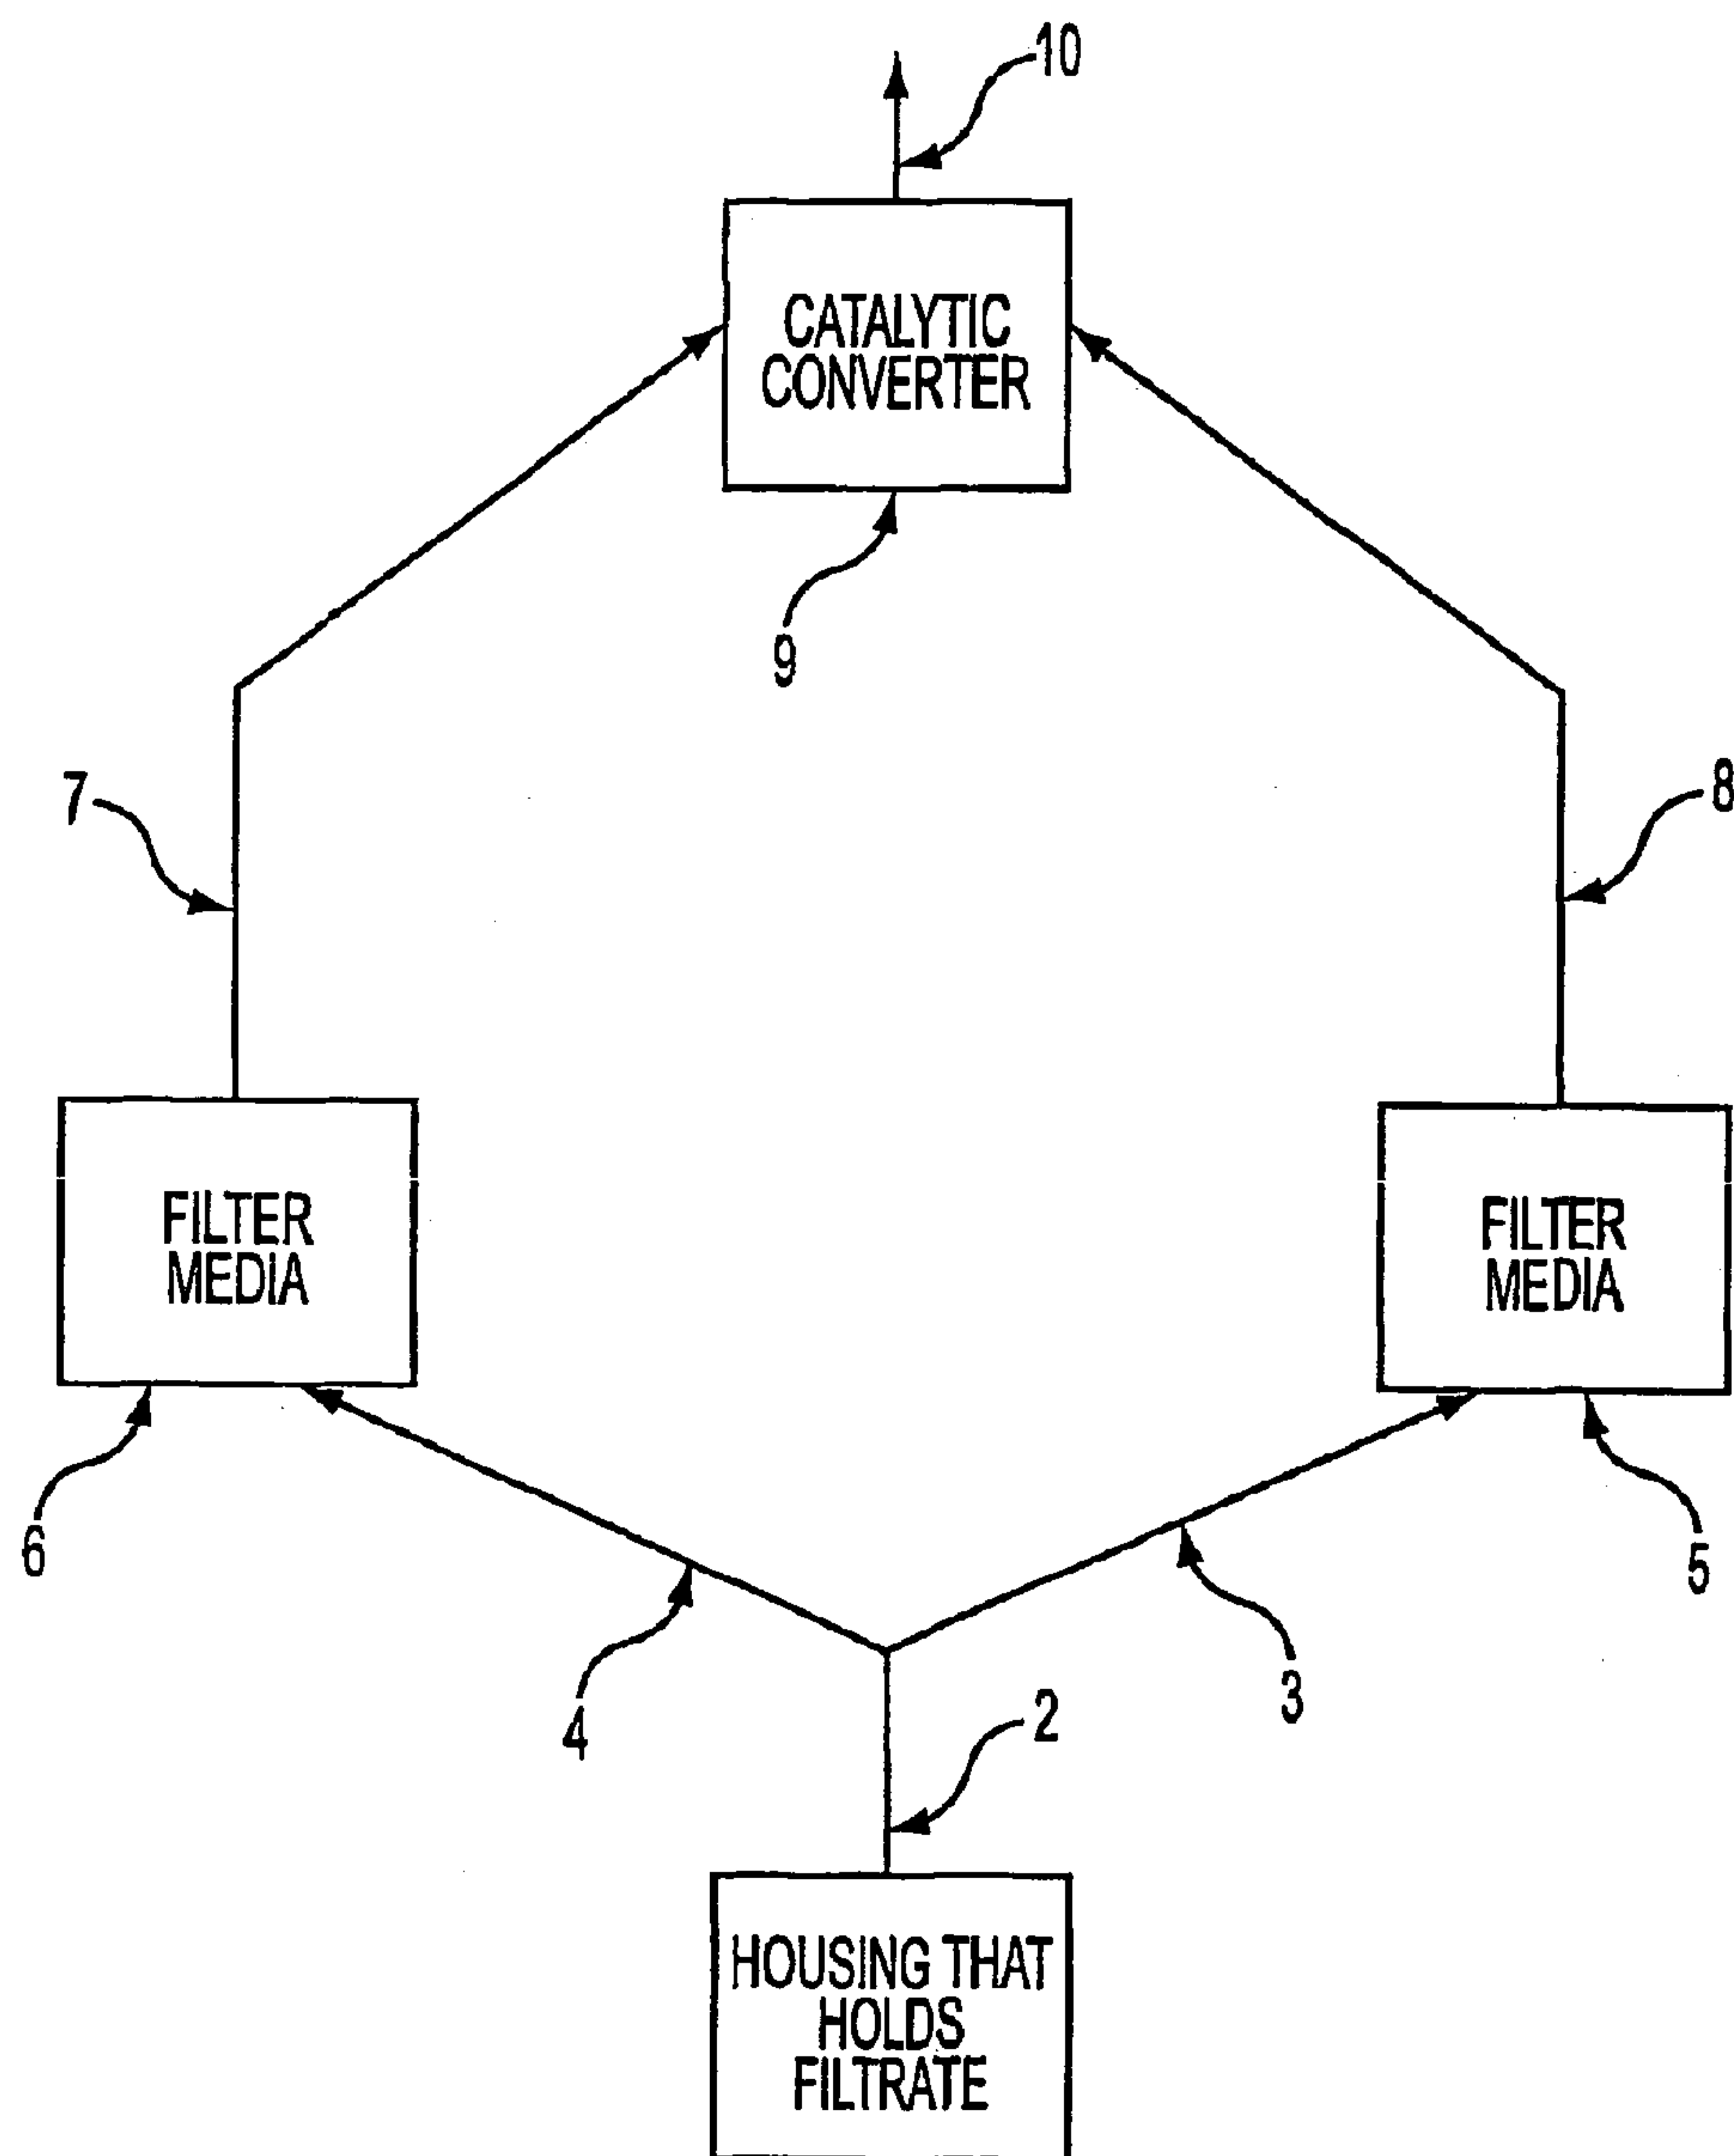 10
CATALYTIC
CONVERTER
9
7
8
FILTER
MEDIA
FILTER
MEDIA
6
5
4
3
2
HOUSING THAT
HOLDS
FILTRATE